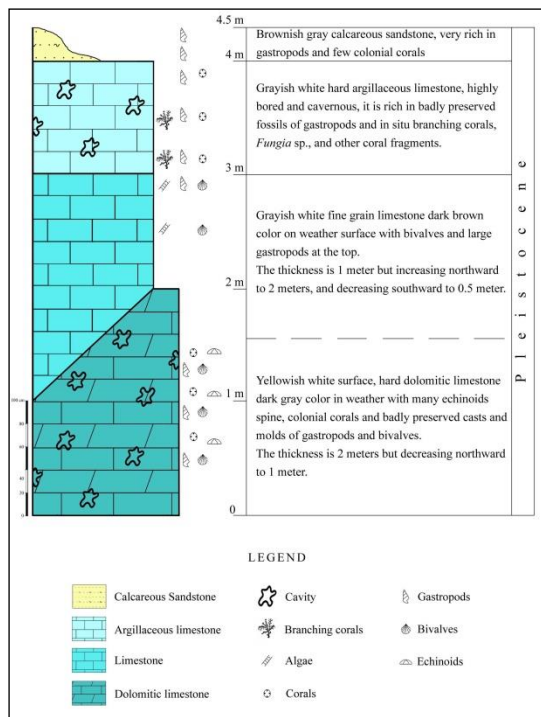 4.5 m
Brownish gray calcareous sandstone, very rich in
gastropods and few colonial corals
4 m
Grayish white hard argillaceous limestone, highly
bored and cavernous, it is rich in badly preserved
fossils of gastropods and in situ branching corals,
Fungia sp., and other coral fragments.
3 m
Grayish white fine grain limestone dark brown
color on weather surface with bivalves and large
gastropods at the top.
The thickness is 1 meter but increasing northward
to 2 meters, and decreasing southward to 0.5 meter.
2 m
Yellowish white surface, hard dolomitic limestone
dark gray color in weather with many echinoids
spine, colonial corals and badly preserved casts and
molds of gastropods and bivalves.
The thickness is 2 meters but decreasing northward
to 1 meter.
1 m
0
Pleistocene
80
60
40
20
0
LEGEND
Calcareous Sandstone
Cavity
Gastropods
Argillaceous limestone
Branching corals
Bivalves
Limestone
Algae
Echinoids
Dolomitic limestone
Corals